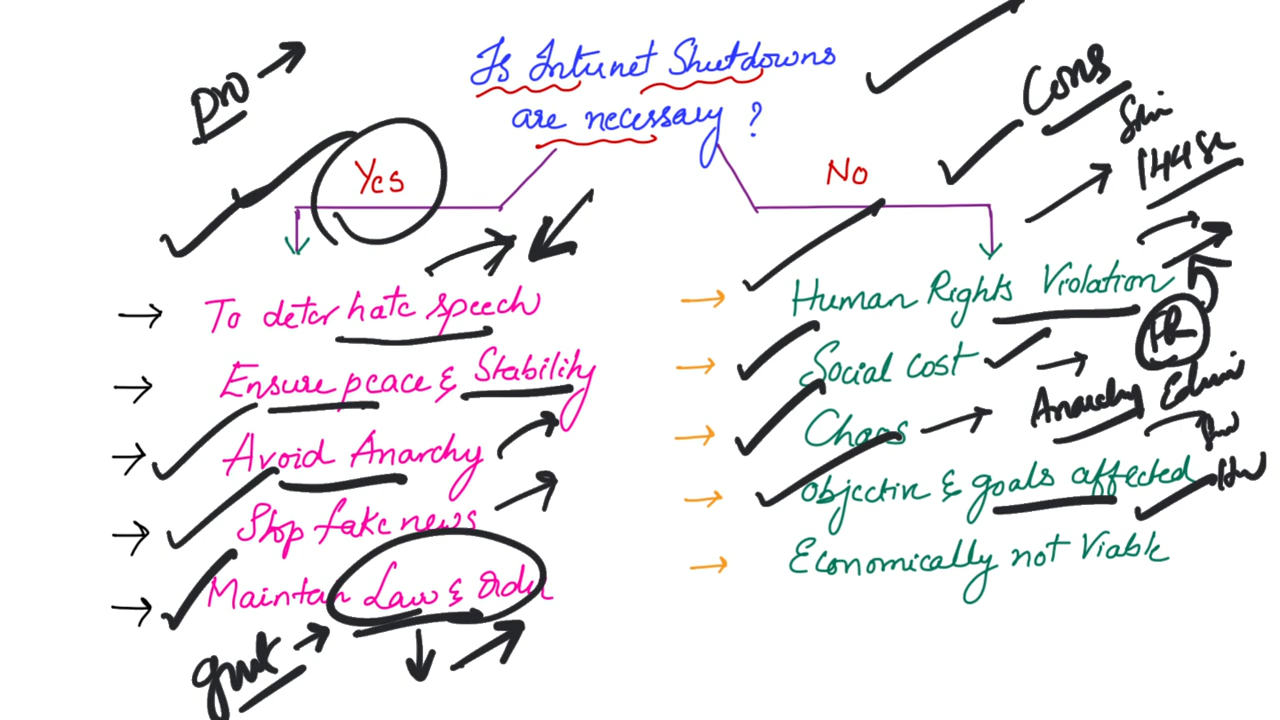 pro
Is Internet Shutdowns
are necessary ?
Cons
144
Yes
No
To deter hate speech
Ensure peace & Stability
Avoid Anarchy
Stop fake news
Maintain Law & Order
govt
Human Rights Violation
FR
Social cost
Chaos
Anarchy
Objective & goals affected
Economically not Viable